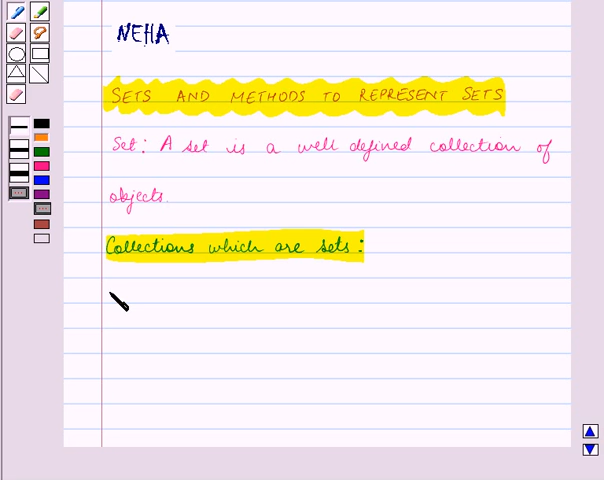 NEHA
SETS AND METHODS TO REPRESENT SETS
Set: A set is a well defined collection of
objects.
Collections which are sets: